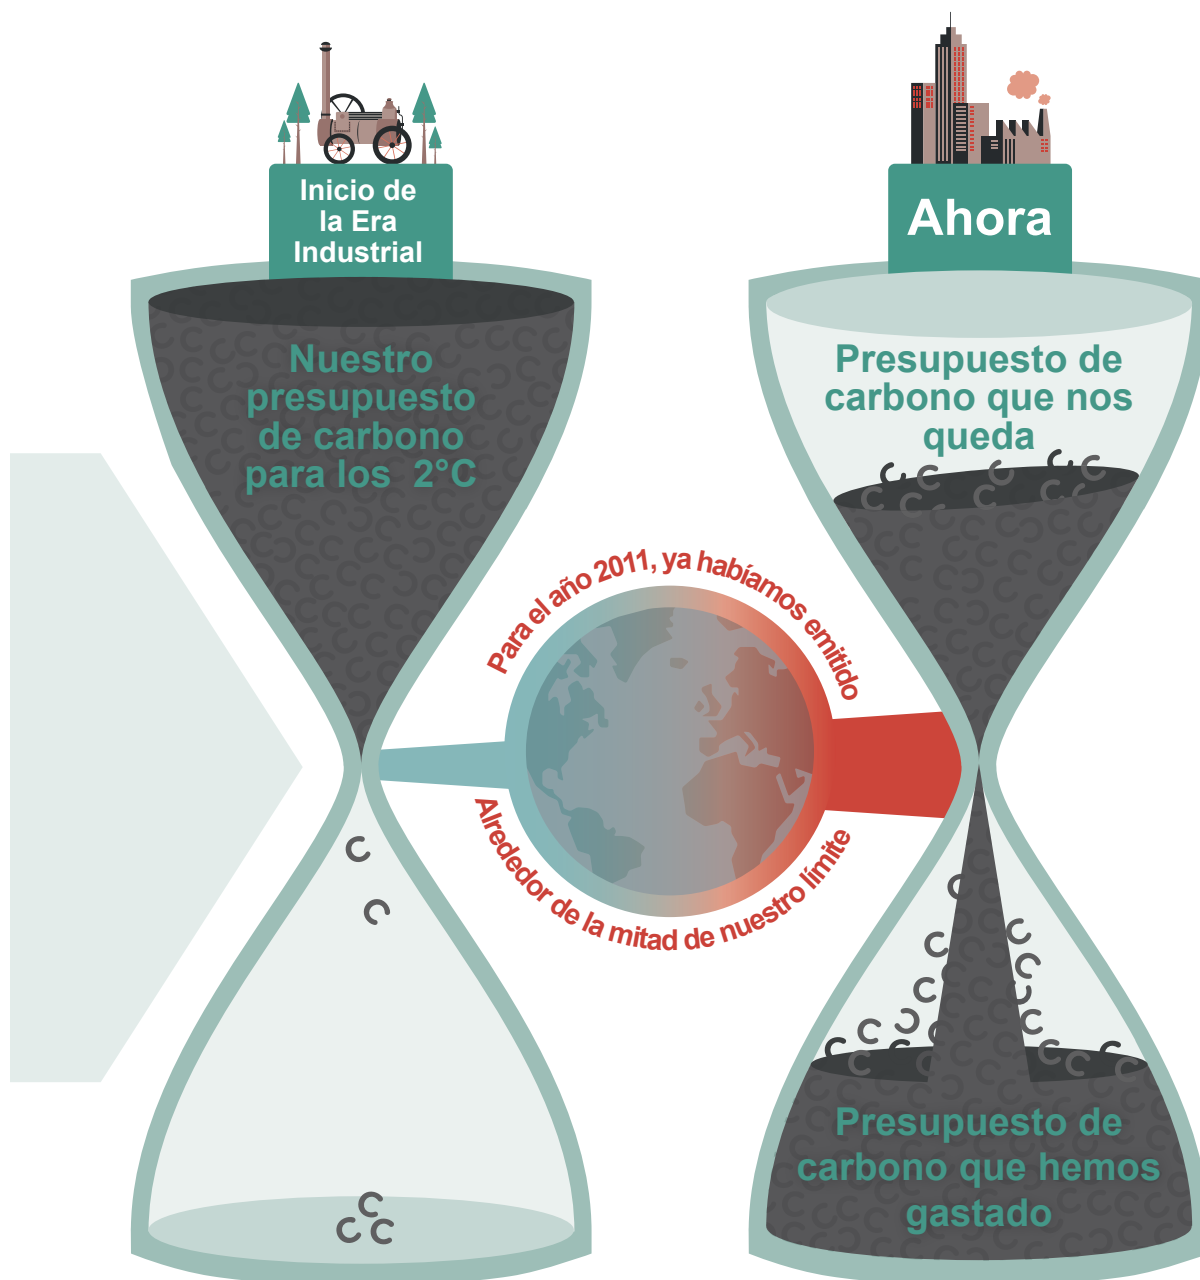 Inicio de
la Era
Industrial
Nuestro
presupuesto
de carbono
para los 2°C
Para el año 2011, ya habíamos emitido
Alrededor de la mitad de nuestro límite
Ahora
Presupuesto de
carbono que nos
queda
Presupuesto de
carbono que hemos
gastado